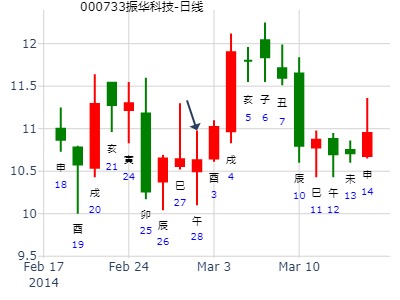 000733振华科技-日线
12
11.5
11
10.5
10
9.5
申
18
酉
19
戌
20
亥
21
寅
24
卯
25
辰
26
巳
27
午
28
酉
3
戌
4
亥
5
子
6
丑
7
辰
10
巳
11
午
12
未
13
申
14
Feb 17
Feb 24
Mar 3
Mar 10
2014